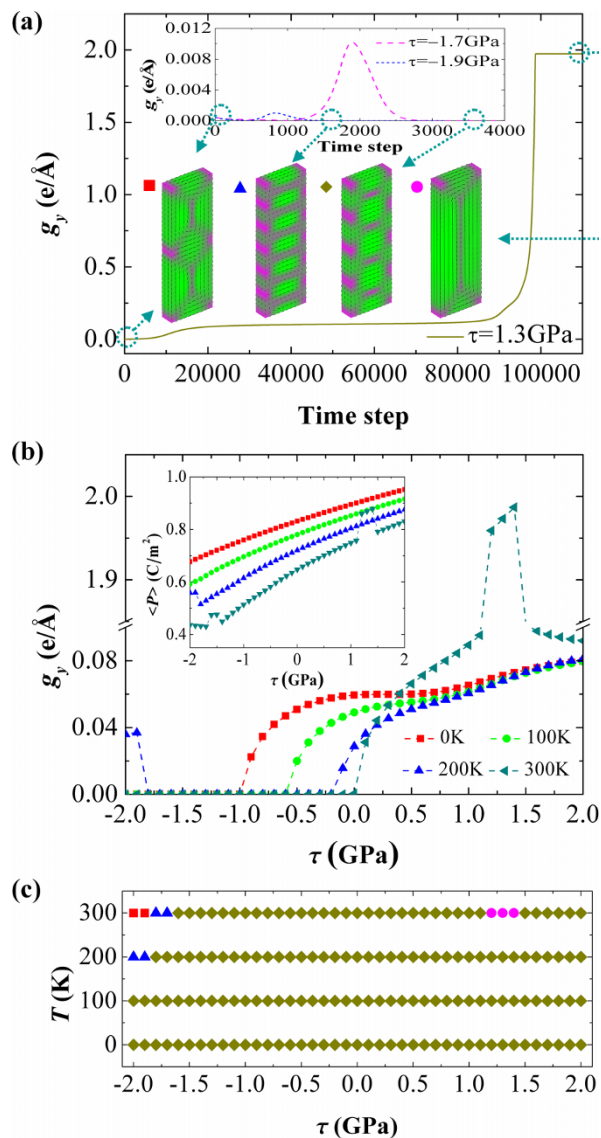 (a)
2.0
1.5
1.0
0.5
0.0
g_y (e/Å)
0.012
0.009
0.006
0.003
0.000
g_y (e/Å)
τ=−1.7GPa
τ=−1.9GPa
0 1000 2000 3000 4000
Time step
τ=1.3GPa
0 20000 40000 60000 80000 100000
Time step
(b)
2.0
1.9
0.08
0.04
0.00
g_y (e/Å)
1.0
0.8
0.6
0.4
<P> (C/m²)
-2 -1 0 1 2
τ (GPa)
0K 100K
200K 300K
-2.0 -1.5 -1.0 -0.5 0.0 0.5 1.0 1.5 2.0
τ (GPa)
(c)
300
200
100
0
T (K)
-2.0 -1.5 -1.0 -0.5 0.0 0.5 1.0 1.5 2.0
τ (GPa)